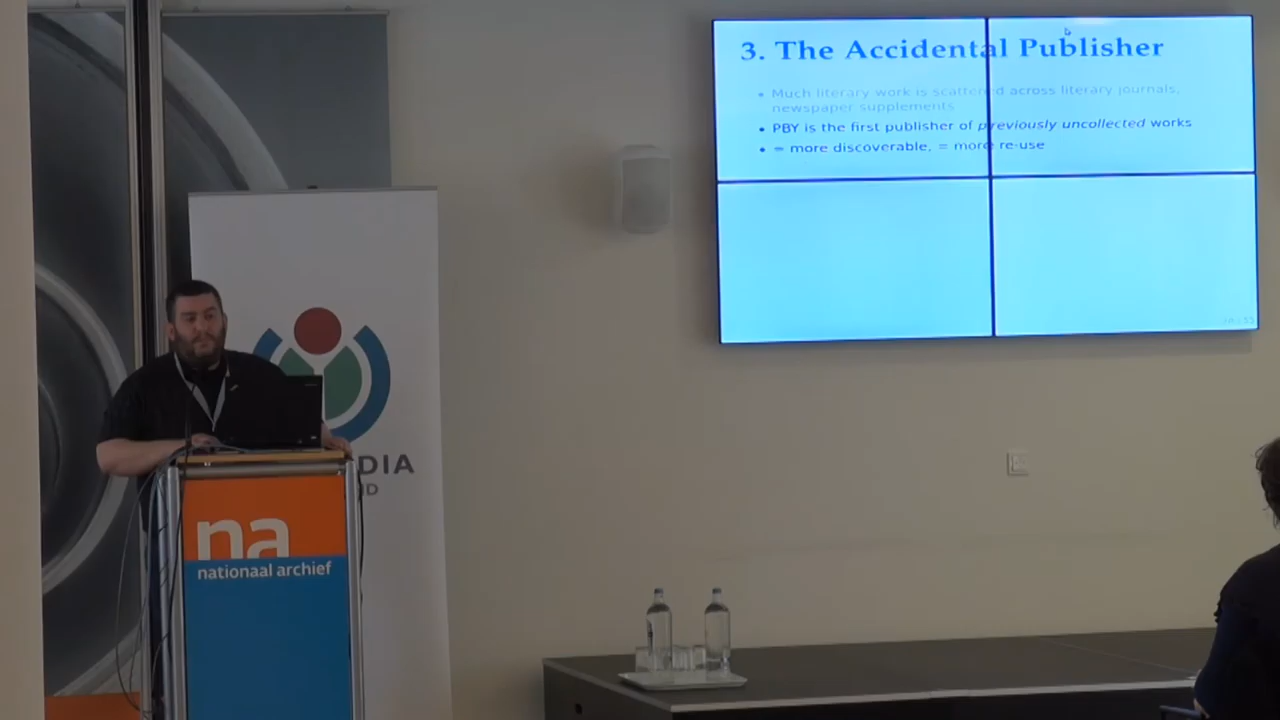 3. The Accidental Publisher
• Much literary work is scattered across literary journals,
newspaper supplements
• PBY is the first publisher of previously uncollected works
• = more discoverable, = more re-use
DIA
ND
na
nationaal archief